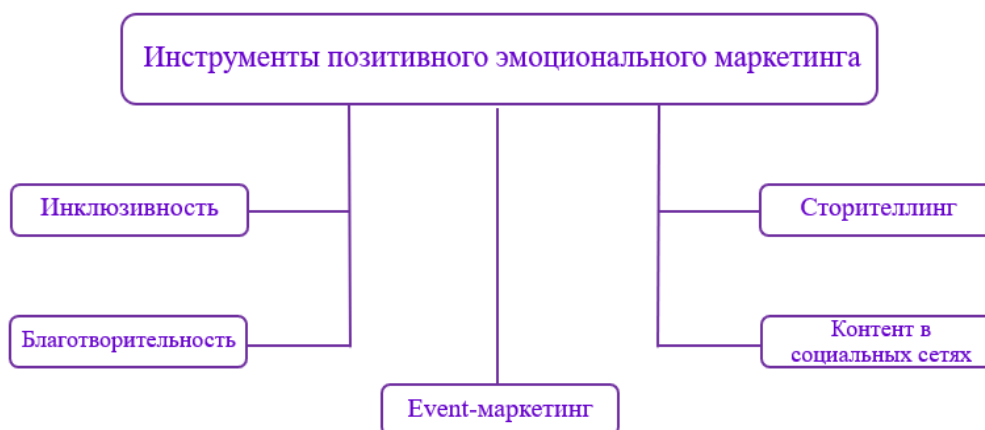 Инструменты позитивного эмоционального маркетинга
Инклюзивность
Сторителлинг
Благотворительность
Контент в
социальных сетях
Event-маркетинг